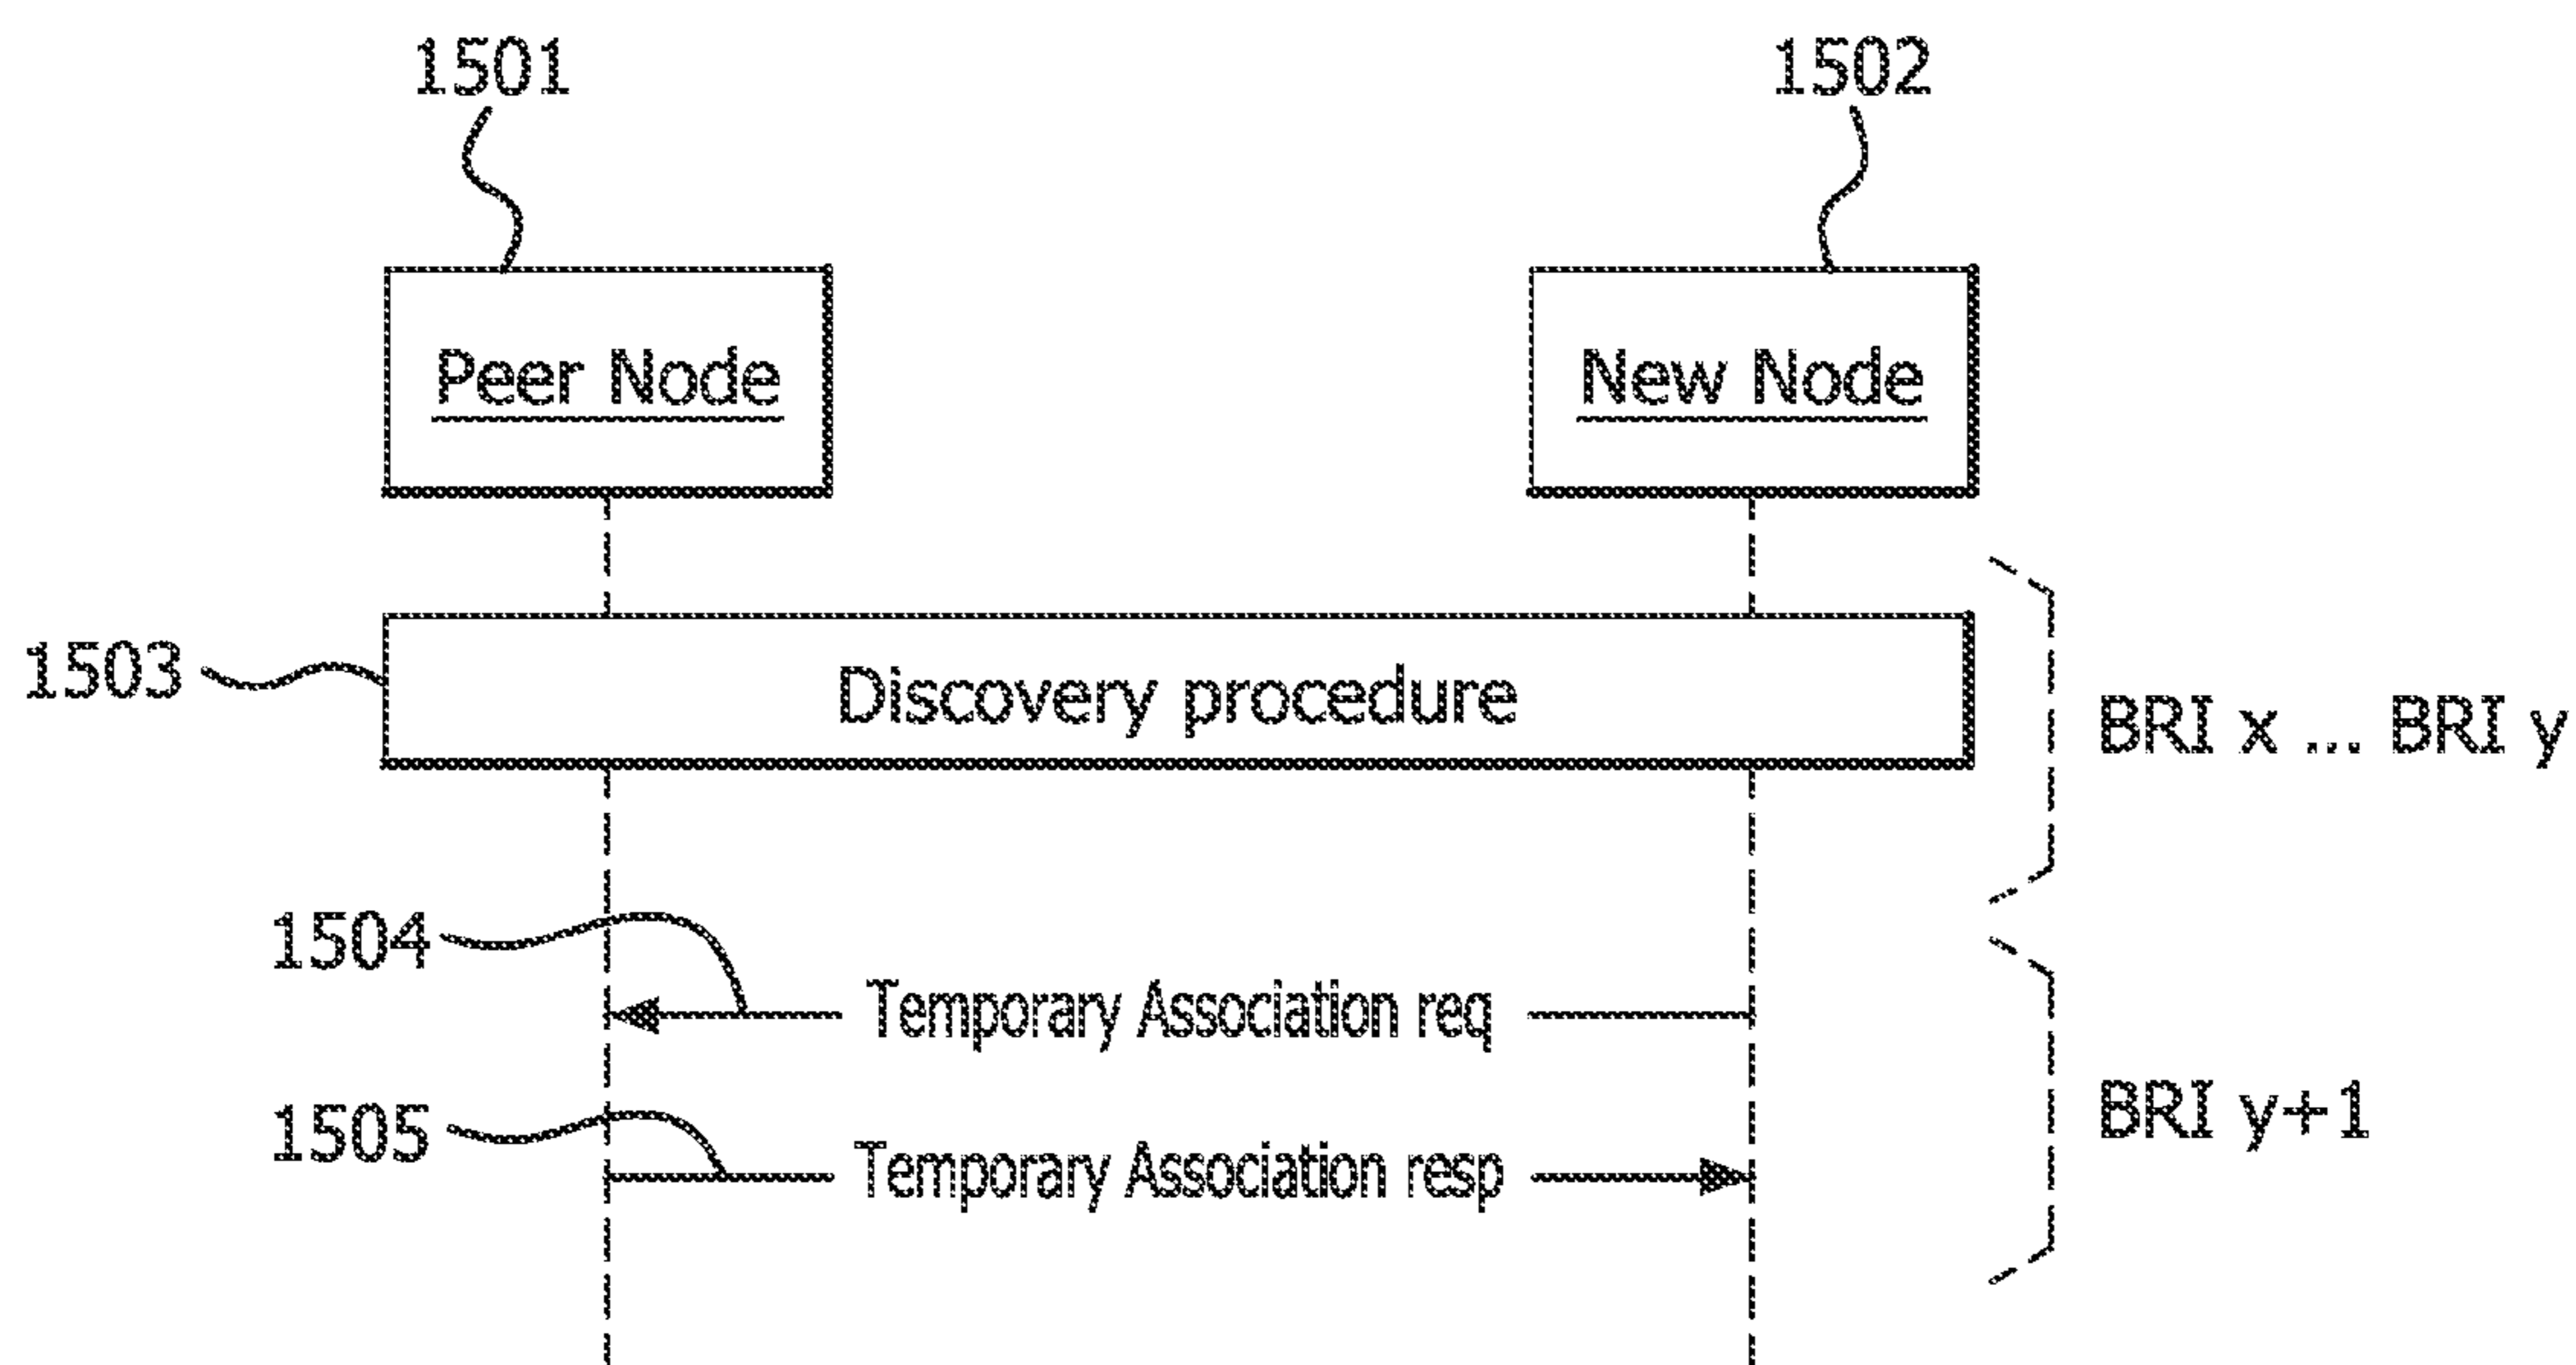 1501
1502
Peer Node
New Node
1503
Discovery procedure
BRI x ... BRI y
1504
Temporary Association req
1505
Temporary Association resp
BRI y+1